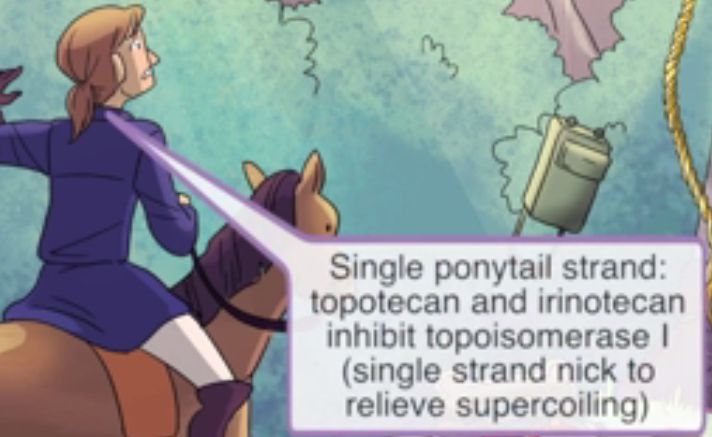 Single ponytail strand:
topotecan and irinotecan
inhibit topoisomerase I
(single strand nick to
relieve supercoiling)